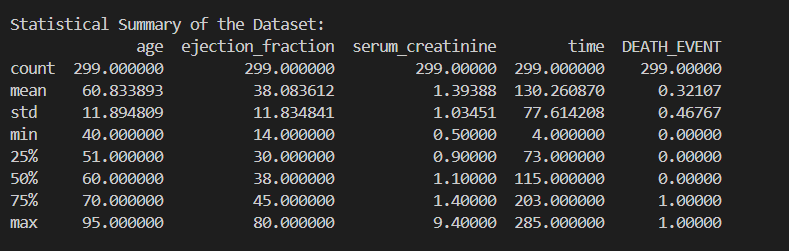 Statistical Summary of the Dataset:
age ejection_fraction serum_creatinine time DEATH_EVENT
count 299.000000 299.000000 299.00000 299.000000 299.00000
mean 60.833893 38.083612 1.39388 130.260870 0.32107
std 11.894809 11.834841 1.03451 77.614208 0.46767
min 40.000000 14.000000 0.50000 4.000000 0.00000
25% 51.000000 30.000000 0.90000 73.000000 0.00000
50% 60.000000 38.000000 1.10000 115.000000 0.00000
75% 70.000000 45.000000 1.40000 203.000000 1.00000
max 95.000000 80.000000 9.40000 285.000000 1.00000